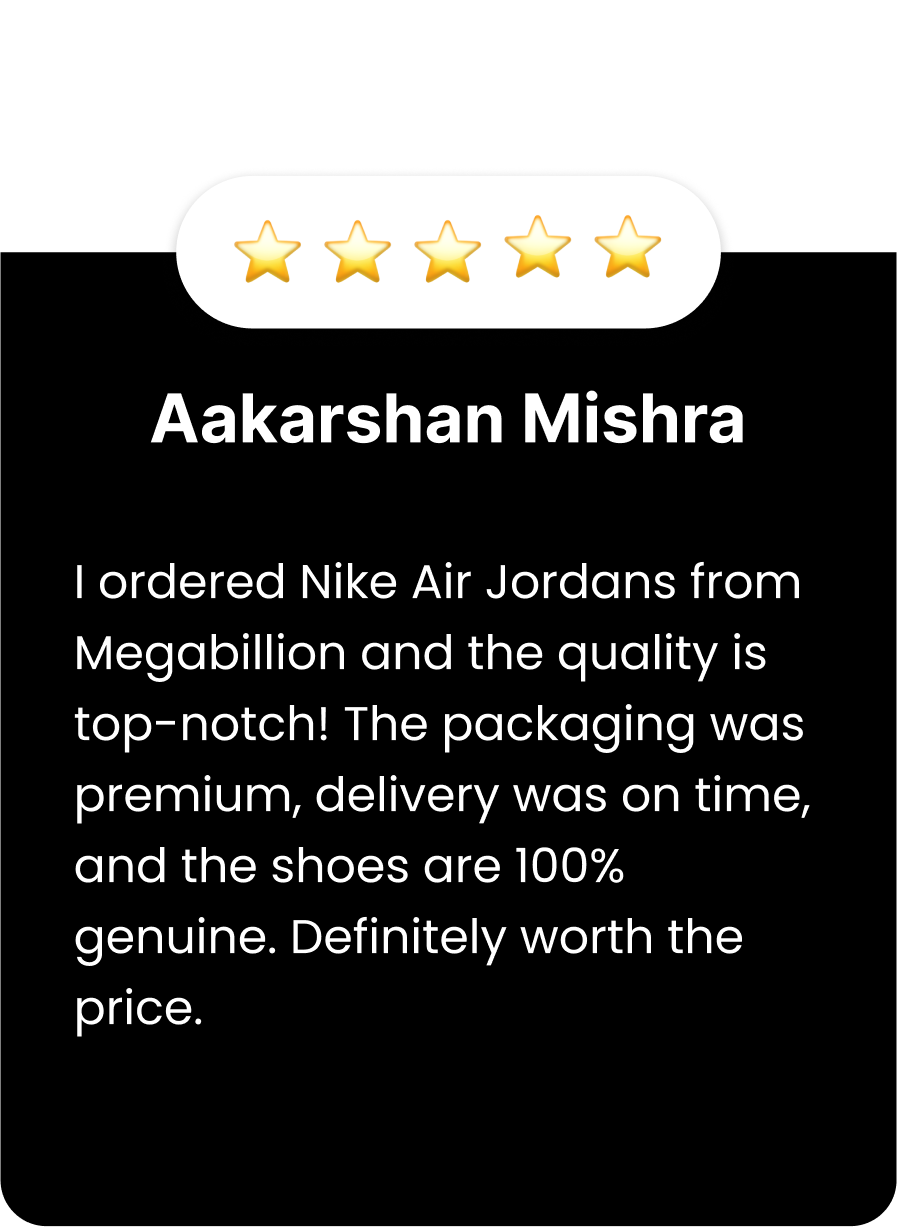 Aakarshan Mishra
I ordered Nike Air Jordans from
Megabillion and the quality is
top-notch! The packaging was
premium, delivery was on time,
and the shoes are 100%
genuine. Definitely worth the
price.